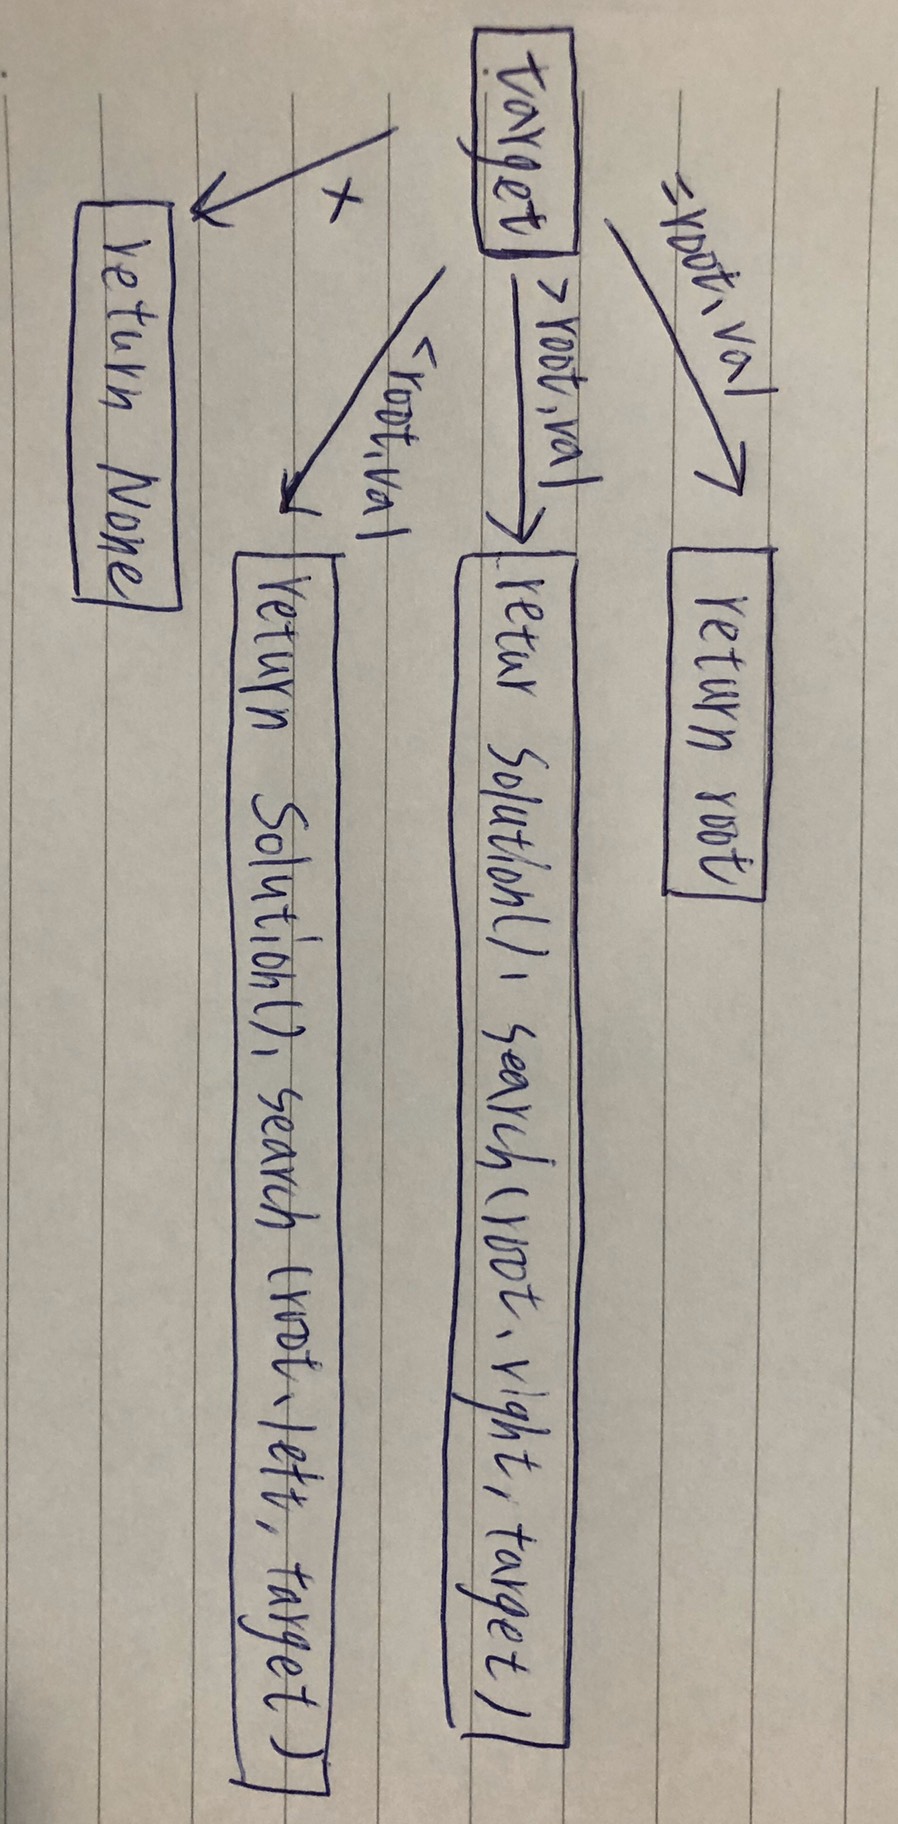 =root.val
return root
target
>root.val
retur Solution().search(root.right, target)
<root.val
return Solution().search(root.left, target)
x
return None